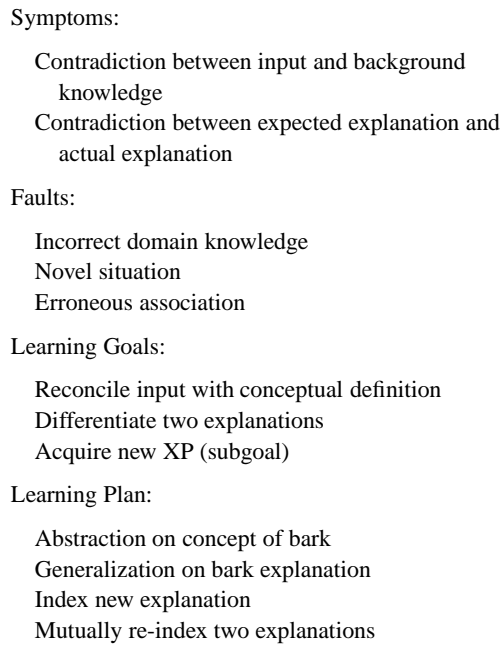 Symptoms:
Contradiction between input and background
knowledge
Contradiction between expected explanation and
actual explanation
Faults:
Incorrect domain knowledge
Novel situation
Erroneous association
Learning Goals:
Reconcile input with conceptual definition
Differentiate two explanations
Acquire new XP (subgoal)
Learning Plan:
Abstraction on concept of bark
Generalization on bark explanation
Index new explanation
Mutually re-index two explanations